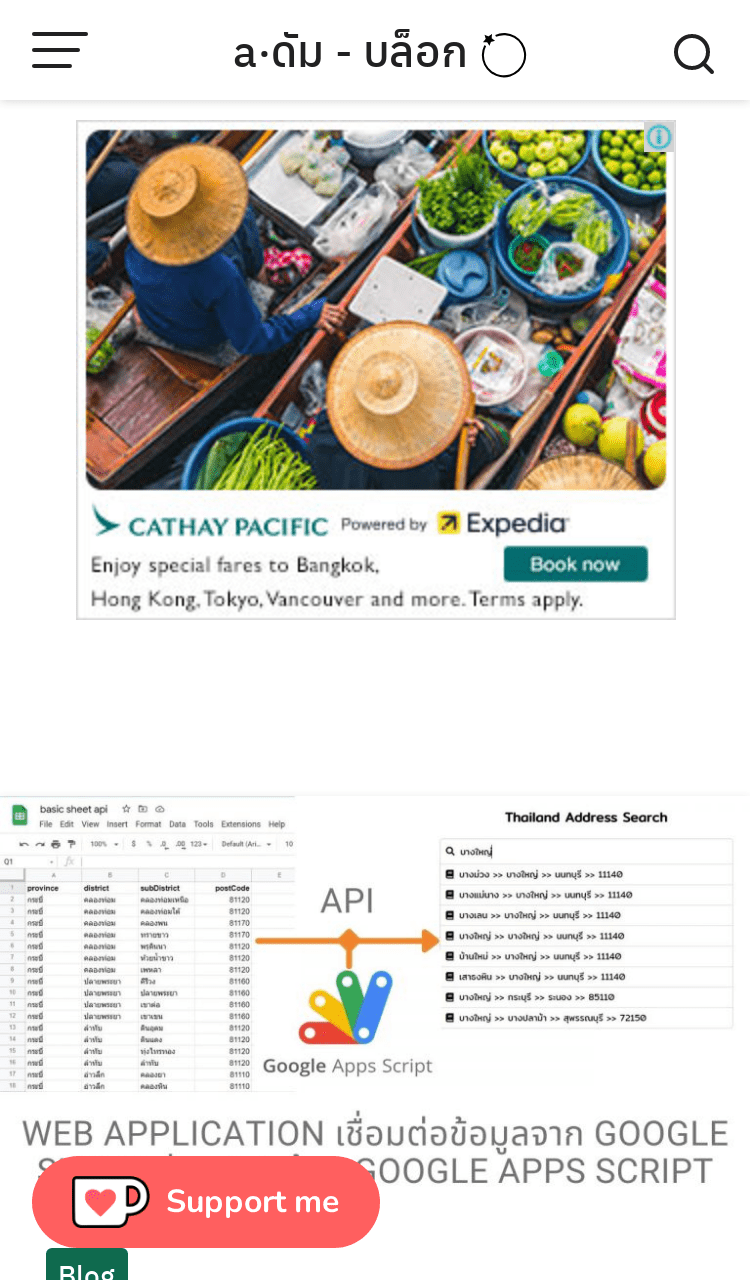 a·ดัม - บล็อก
CATHAY PACIFIC Powered by Expedia
Enjoy special fares to Bangkok,
Book now
Hong Kong, Tokyo, Vancouver and more. Terms apply.
basic sheet api
File Edit View Insert Format Data Tools Extensions Help
100% $ % .0 .00 123 Default (Ari... 10
Q1 fx
A B C D E
1 province district subDistrict postCode
2 กระบี่ คลองท่อม คลองท่อมเหนือ 81120
3 กระบี่ คลองท่อม คลองท่อมใต้ 81120
4 กระบี่ คลองท่อม คลองพน 81170
5 กระบี่ คลองท่อม ทรายขาว 81170
6 กระบี่ คลองท่อม พรุดินนา 81120
7 กระบี่ คลองท่อม ห้วยน้ำขาว 81120
8 กระบี่ คลองท่อม เพหลา 81120
9 กระบี่ ปลายพระยา คีรีวง 81160
10 กระบี่ ปลายพระยา ปลายพระยา 81160
11 กระบี่ ปลายพระยา เขาต่อ 81160
12 กระบี่ ปลายพระยา เขาเขน 81160
13 กระบี่ ลำทับ ดินอุดม 81120
14 กระบี่ ลำทับ ดินแดง 81120
15 กระบี่ ลำทับ ทุ่งไทรทอง 81120
16 กระบี่ ลำทับ ลำทับ 81120
17 กระบี่ อ่าวลึก คลองยา 81110
18 กระบี่ อ่าวลึก คลองหิน 81110
API
Google Apps Script
Thailand Address Search
บางใหญ่
บางม่วง >> บางใหญ่ >> นนทบุรี >> 11140
บางแม่นาง >> บางใหญ่ >> นนทบุรี >> 11140
บางเลน >> บางใหญ่ >> นนทบุรี >> 11140
บางใหญ่ >> บางใหญ่ >> นนทบุรี >> 11140
บ้านใหม่ >> บางใหญ่ >> นนทบุรี >> 11140
เสาธงหิน >> บางใหญ่ >> นนทบุรี >> 11140
บางใหญ่ >> กระบุรี >> ระนอง >> 85110
บางใหญ่ >> บางปลาม้า >> สุพรรณบุรี >> 72150
WEB APPLICATION เชื่อมต่อข้อมูลจาก GOOGLE
GOOGLE APPS SCRIPT
Support me
Blog